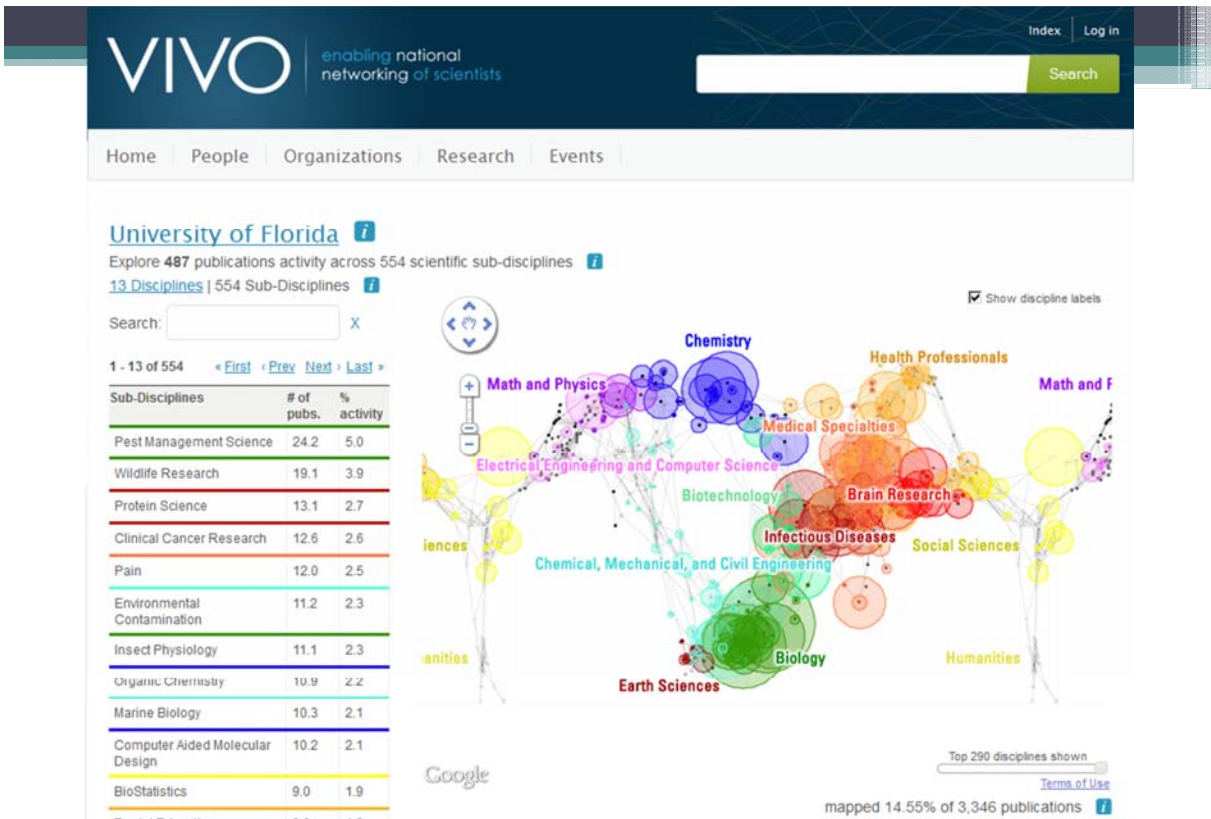 VIVO
enabling national
networking of scientists
Index
Log in
Search
Home
People
Organizations
Research
Events
University of Florida i
Explore 487 publications activity across 554 scientific sub-disciplines i
13 Disciplines | 554 Sub-Disciplines i
Show discipline labels
Search:
X
1 - 13 of 554 « First ‹ Prev Next › Last »
Sub-Disciplines # of pubs. % activity
Pest Management Science 24.2 5.0
Wildlife Research 19.1 3.9
Protein Science 13.1 2.7
Clinical Cancer Research 12.6 2.6
Pain 12.0 2.5
Environmental
Contamination 11.2 2.3
Insect Physiology 11.1 2.3
Organic Chemistry 10.9 2.2
Marine Biology 10.3 2.1
Computer Aided Molecular
Design 10.2 2.1
BioStatistics 9.0 1.9
Chemistry
Health Professionals
Math and Physics
Math and F
Medical Specialties
Electrical Engineering and Computer Science
Biotechnology
Brain Research
Infectious Diseases
iences
Social Sciences
Chemical, Mechanical, and Civil Engineering
anities
Biology
Humanities
Earth Sciences
Google
Top 290 disciplines shown
Terms of Use
mapped 14.55% of 3,346 publications i